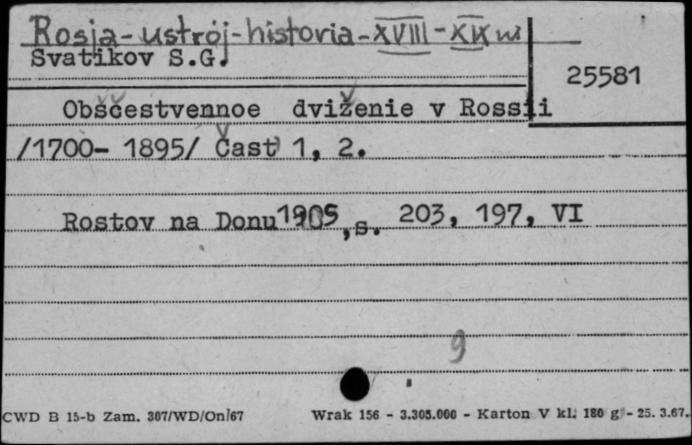 Rosja-ustrój-historia-XVIII-XIX w.
Svatikov S.G.
25581
Obščestvennoe dviženie v Rossii
/1700- 1895/ Čast' 1, 2.
Rostov na Donu 1905, s. 203, 197, VI
9
CWD B 15-b Zam. 307/WD/Onl/67 Wrak 156 - 3.305.000 - Karton V kl. 180 g - 25. 3.67.